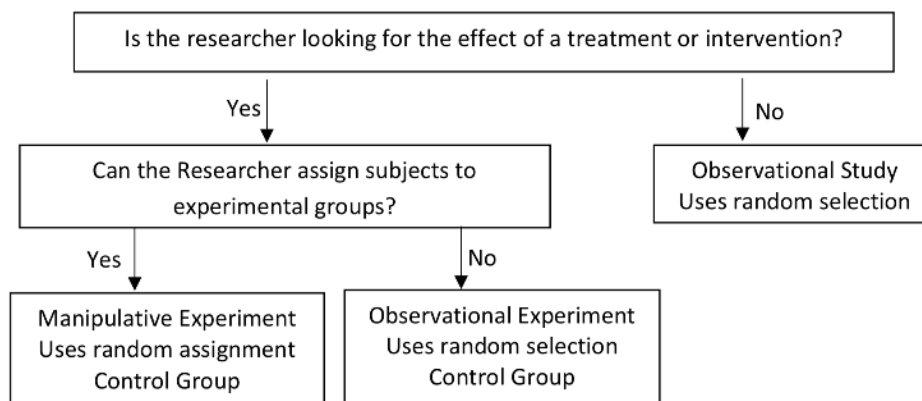 Is the researcher looking for the effect of a treatment or intervention?
Yes
No
Can the Researcher assign subjects to
experimental groups?
Observational Study
Uses random selection
Yes
No
Manipulative Experiment
Uses random assignment
Control Group
Observational Experiment
Uses random selection
Control Group